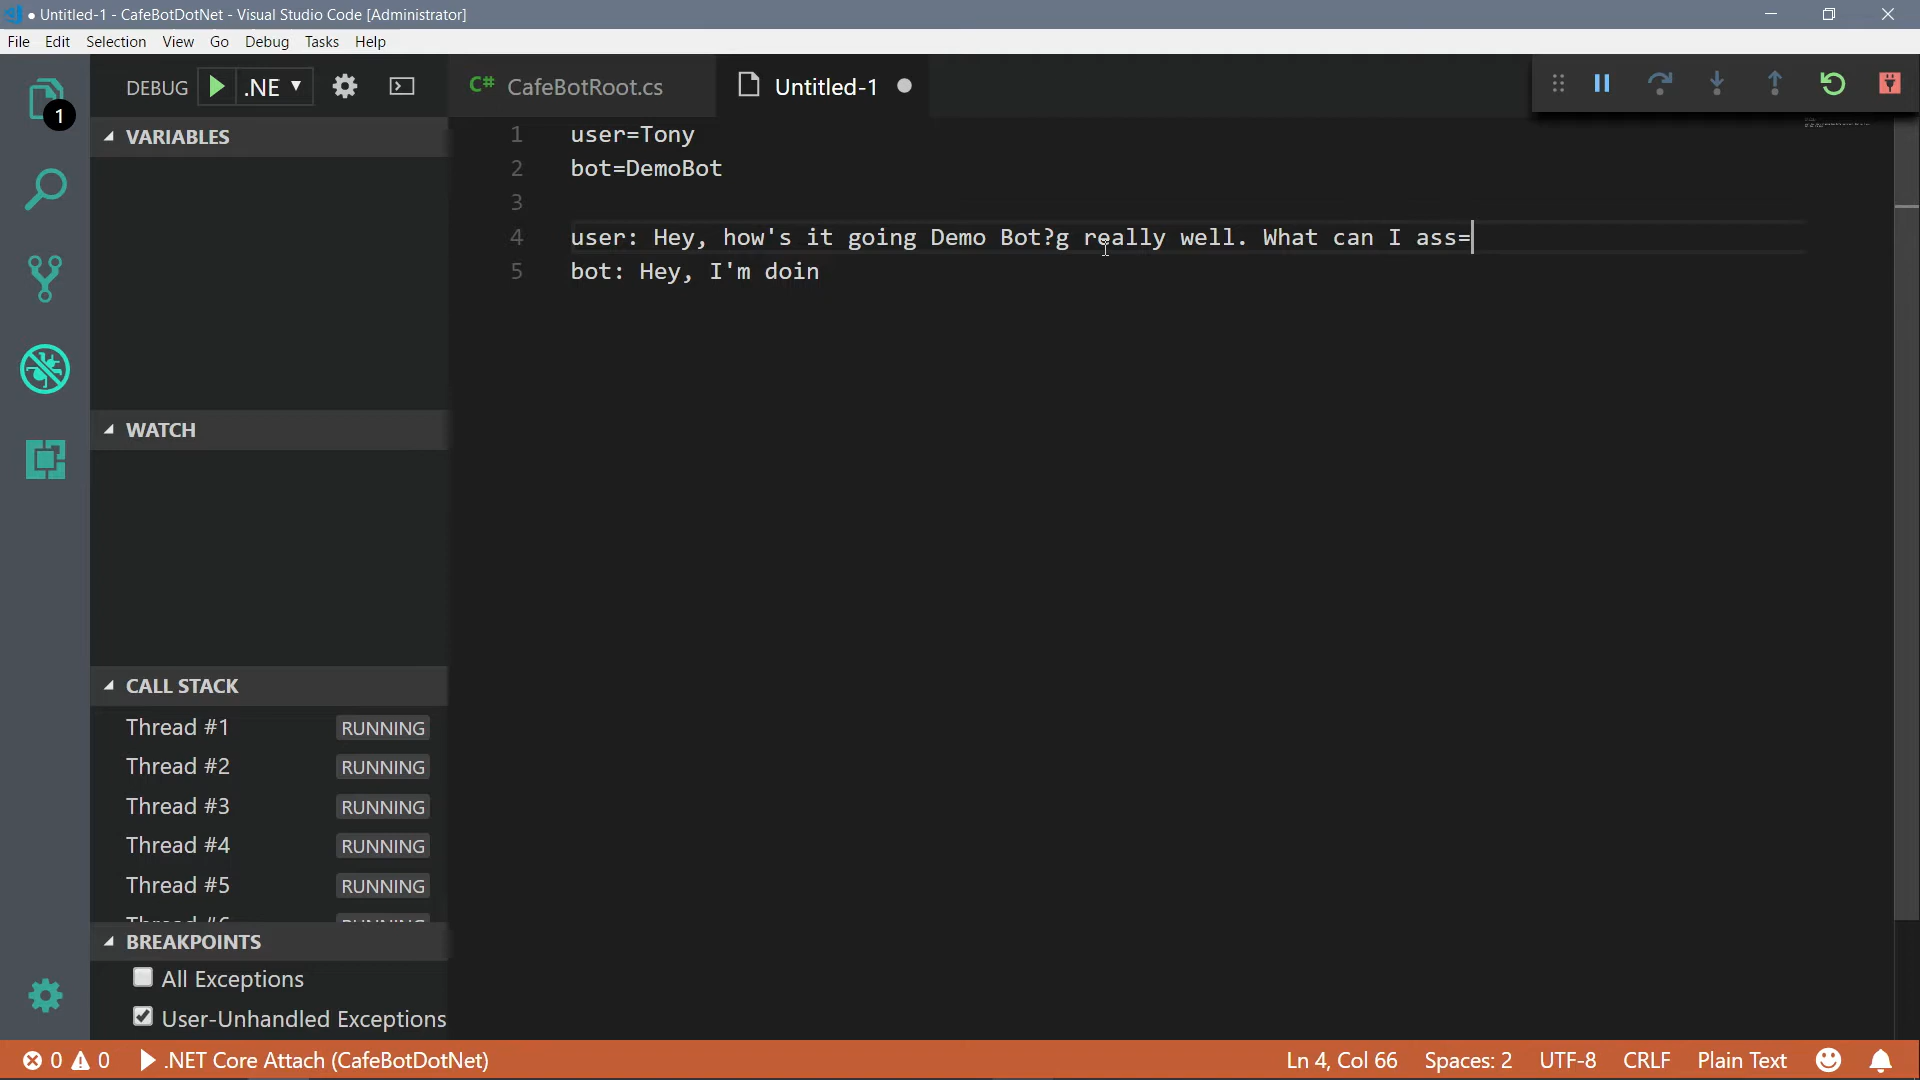 ● Untitled-1 - CafeBotDotNet - Visual Studio Code [Administrator]
File Edit Selection View Go Debug Tasks Help
DEBUG .NE
CafeBotRoot.cs
Untitled-1
1
VARIABLES
WATCH
CALL STACK
Thread #1 RUNNING
Thread #2 RUNNING
Thread #3 RUNNING
Thread #4 RUNNING
Thread #5 RUNNING
Thread #6 RUNNING
BREAKPOINTS
All Exceptions
User-Unhandled Exceptions
C#
1 user=Tony
2 bot=DemoBot
3
4 user: Hey, how's it going Demo Bot?g really well. What can I ass=
5 bot: Hey, I'm doin
0 0 .NET Core Attach (CafeBotDotNet) Ln 4, Col 66 Spaces: 2 UTF-8 CRLF Plain Text